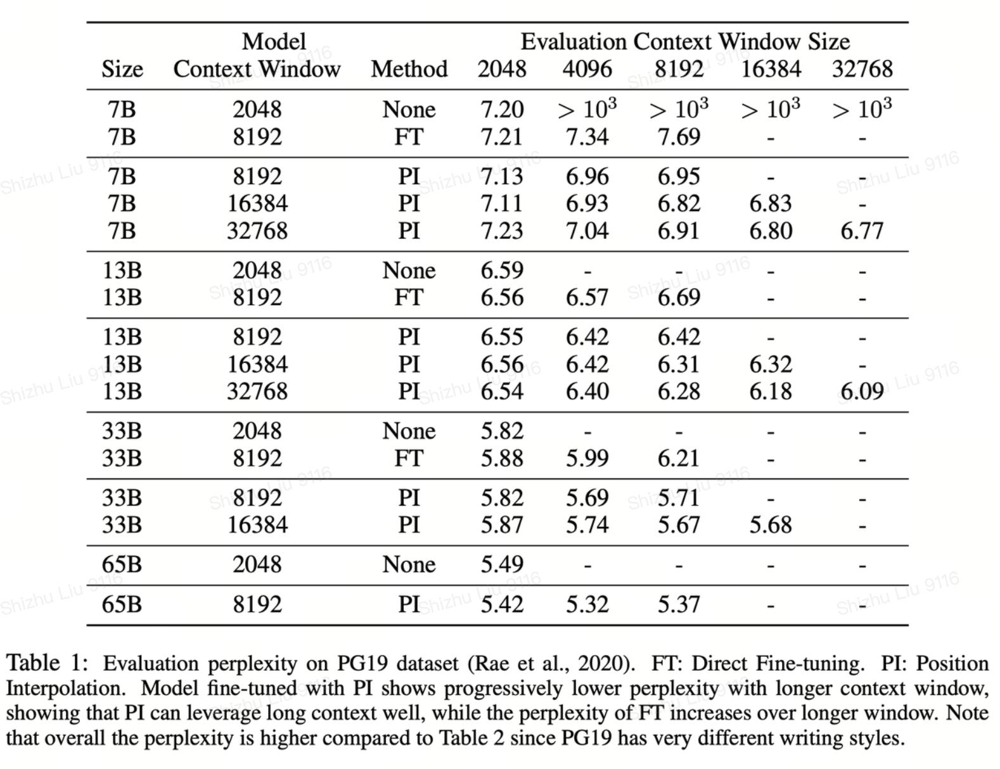 Model Evaluation Context Window Size
Size Context Window Method 2048 4096 8192 16384 32768
7B 2048 None 7.20 > 10³ > 10³ > 10³ > 10³
7B 8192 FT 7.21 7.34 7.69 - -
7B 8192 PI 7.13 6.96 6.95 - -
7B 16384 PI 7.11 6.93 6.82 6.83 -
7B 32768 PI 7.23 7.04 6.91 6.80 6.77
13B 2048 None 6.59 - - - -
13B 8192 FT 6.56 6.57 6.69 - -
13B 8192 PI 6.55 6.42 6.42 - -
13B 16384 PI 6.56 6.42 6.31 6.32 -
13B 32768 PI 6.54 6.40 6.28 6.18 6.09
33B 2048 None 5.82 - - - -
33B 8192 FT 5.88 5.99 6.21 - -
33B 8192 PI 5.82 5.69 5.71 - -
33B 16384 PI 5.87 5.74 5.67 5.68 -
65B 2048 None 5.49 - - - -
65B 8192 PI 5.42 5.32 5.37 - -
Table 1: Evaluation perplexity on PG19 dataset (Rae et al., 2020). FT: Direct Fine-tuning. PI: Position
Interpolation. Model fine-tuned with PI shows progressively lower perplexity with longer context window,
showing that PI can leverage long context well, while the perplexity of FT increases over longer window. Note
that overall the perplexity is higher compared to Table 2 since PG19 has very different writing styles.
Shizhu Liu 9116